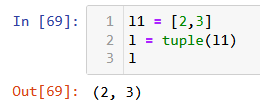 In [69]: 1 l1 = [2,3]
2 l = tuple(l1)
3 l
Out[69]: (2, 3)